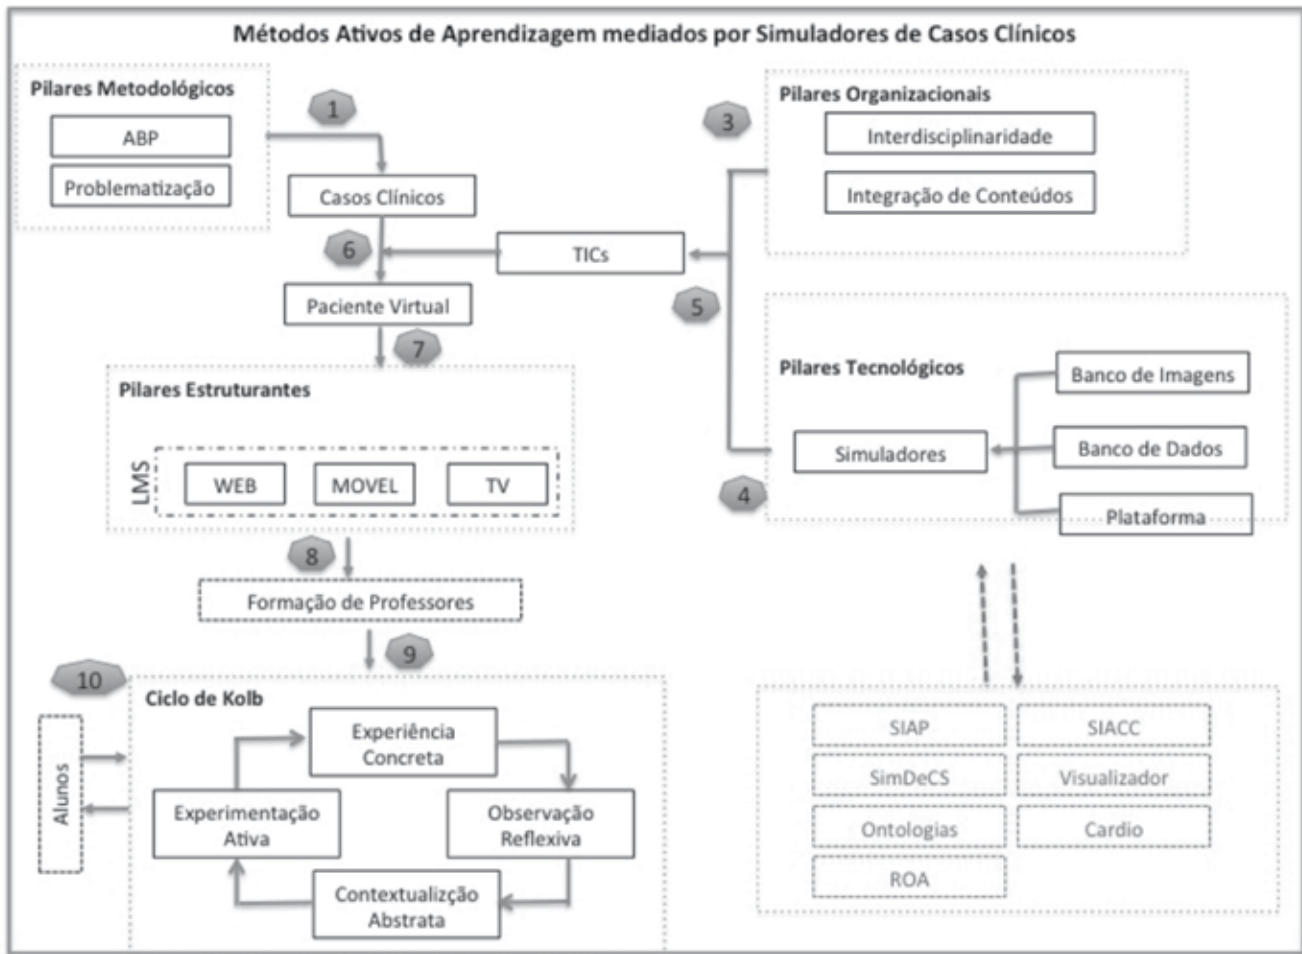 Métodos Ativos de Aprendizagem mediados por Simuladores de Casos Clínicos
Pilares Metodológicos
ABP
Problematização
1
Casos Clínicos
3
Pilares Organizacionais
Interdisciplinaridade
Integração de Conteúdos
6
TICs
5
Paciente Virtual
7
Pilares Tecnológicos
Banco de Imagens
Simuladores
Banco de Dados
4
Plataforma
Pilares Estruturantes
LMS
WEB
MOVEL
TV
8
Formação de Professores
9
10
Alunos
Ciclo de Kolb
Experiência
Concreta
Experimentação
Ativa
Observação
Reflexiva
Contextualizção
Abstrata
SIAP
SIACC
SimDeCS
Visualizador
Ontologias
Cardio
ROA